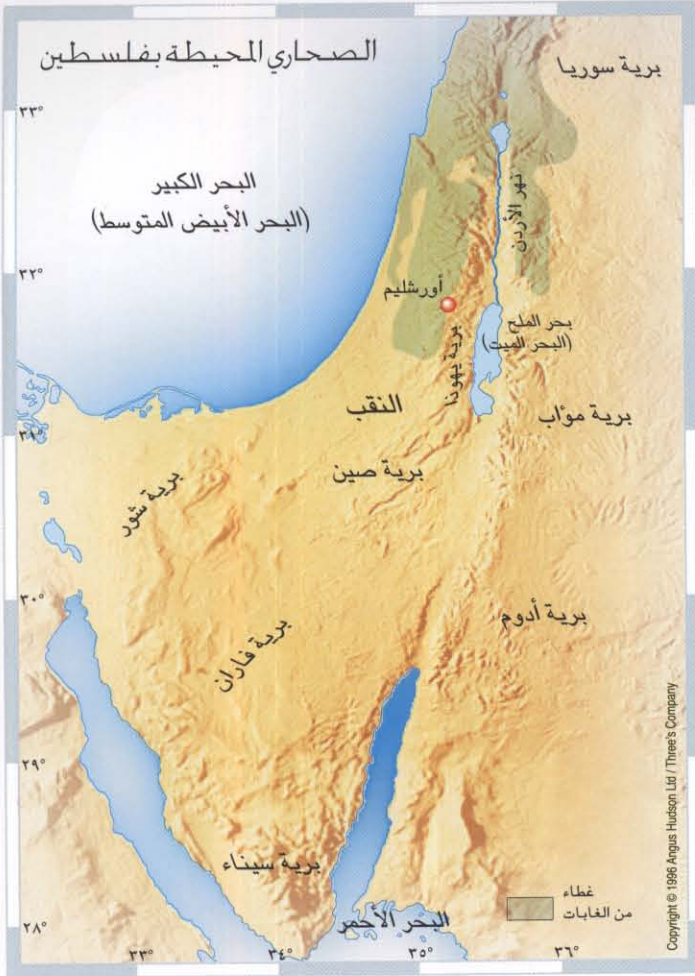 الصحاري المحيطة بفلسطين
برية سوريا
٣٣°
البحر الكبير
(البحر الأبيض المتوسط)
نهر الأردن
٣٢°
أورشليم
بحر الملح
(البحر الميت)
برية يهوذا
النقب
برية موآب
٣١°
برية صين
برية شور
٣٠°
برية أدوم
برية فاران
٢٩°
برية سيناء
غطاء
من الغابات
البحر الأحمر
٢٨°
٣٣°
٣٤°
٣٥°
٣٦°
Copyright © 1996 Angus Hudson Ltd / Three's Company